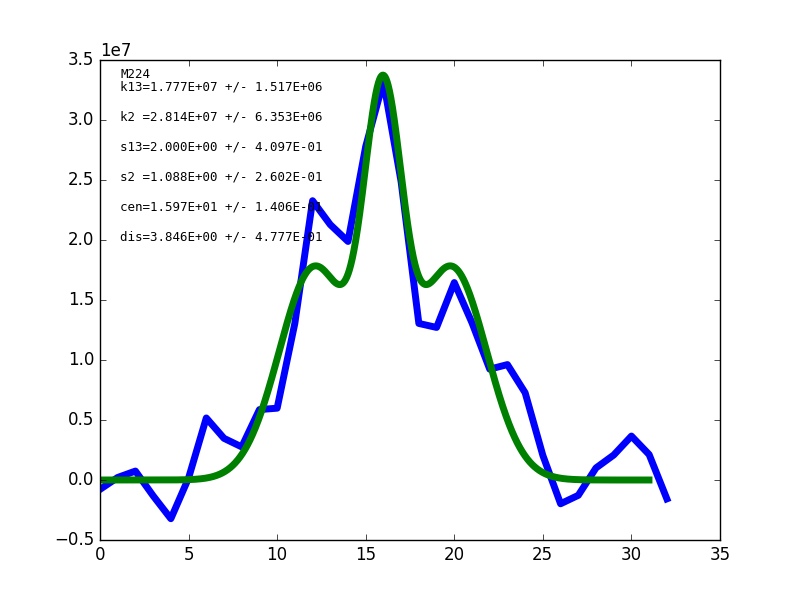 1e7
3.5
3.0
2.5
2.0
1.5
1.0
0.5
0.0
−0.5
0 5 10 15 20 25 30 35
M224
k13=1.777E+07 +/- 1.517E+06
k2 =2.814E+07 +/- 6.353E+06
s13=2.000E+00 +/- 4.097E-01
s2 =1.088E+00 +/- 2.602E-01
cen=1.597E+01 +/- 1.406E-
dis=3.846E+00 +/- 4.777E-01